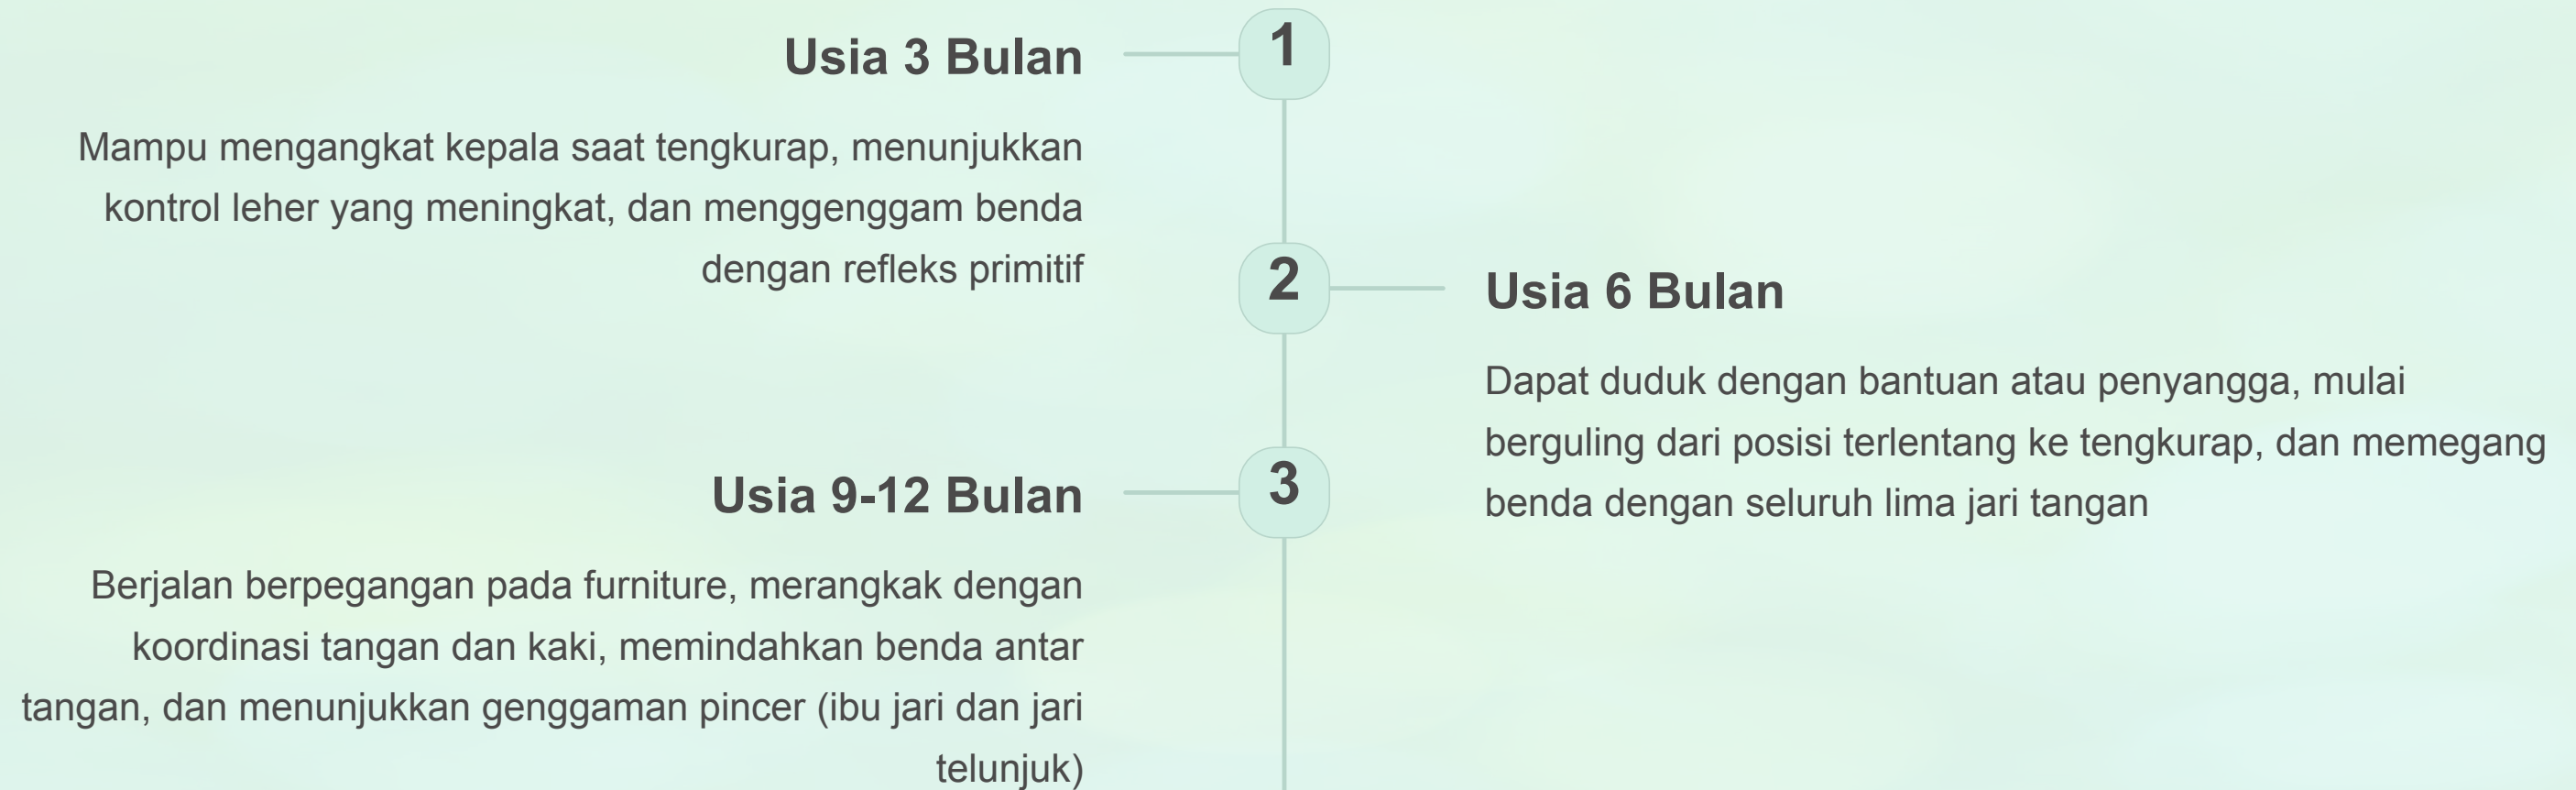 1
Usia 3 Bulan
Mampu mengangkat kepala saat tengkurap, menunjukkan
kontrol leher yang meningkat, dan menggenggam benda
dengan refleks primitif
2
Usia 6 Bulan
Dapat duduk dengan bantuan atau penyangga, mulai
berguling dari posisi terlentang ke tengkurap, dan memegang
benda dengan seluruh lima jari tangan
3
Usia 9-12 Bulan
Berjalan berpegangan pada furniture, merangkak dengan
koordinasi tangan dan kaki, memindahkan benda antar
tangan, dan menunjukkan genggaman pincer (ibu jari dan jari
telunjuk)